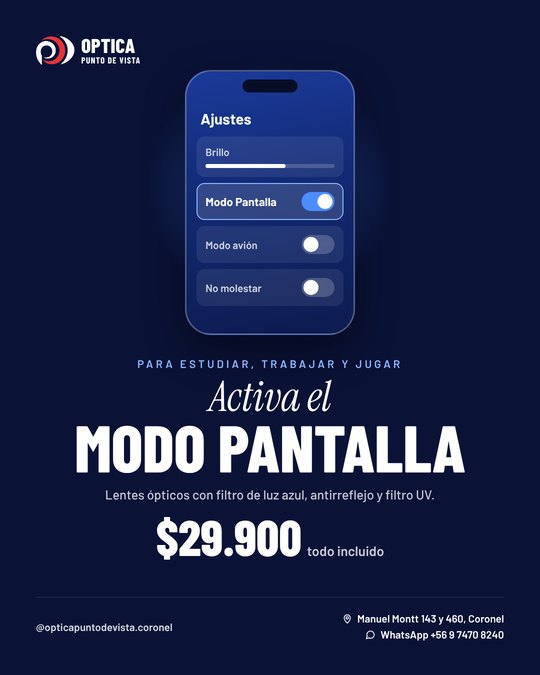 OPTICA
PUNTO DE VISTA
Ajustes
Brillo
Modo Pantalla
Modo avión
No molestar
PARA ESTUDIAR, TRABAJAR Y JUGAR
Activa el
MODO PANTALLA
Lentes ópticos con filtro de luz azul, antirreflejo y filtro UV.
$29.900 todo incluido
@opticapuntodevista.coronel
Manuel Montt 143 y 460, Coronel
WhatsApp +56 9 7470 8240